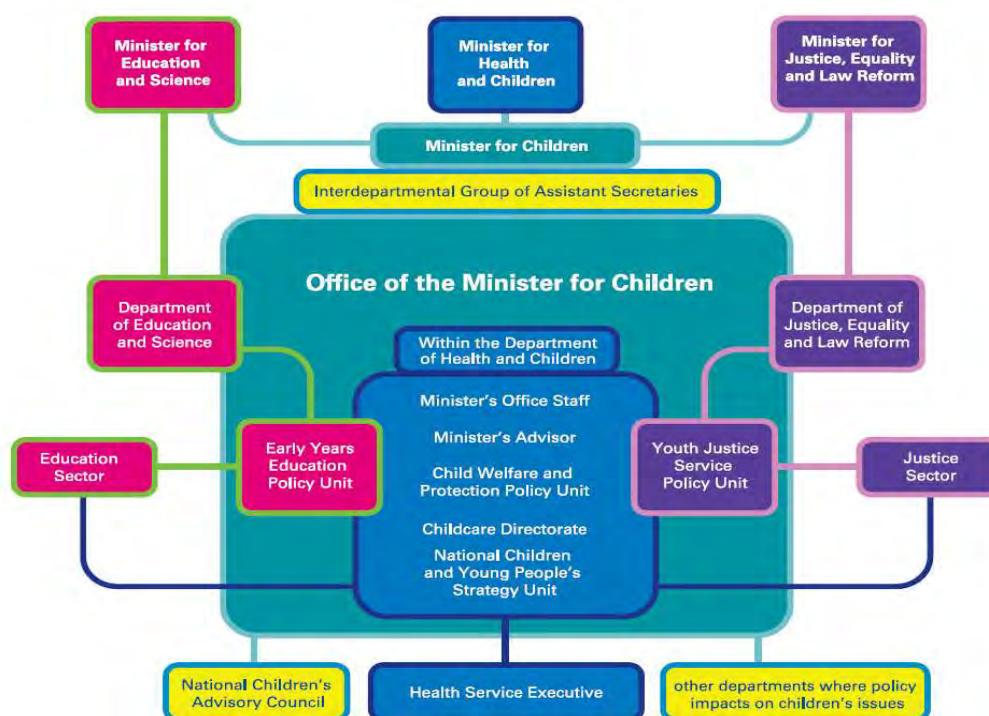 Minister for
Education
and Science
Minister for
Health
and Children
Minister for
Justice, Equality
and Law Reform
Minister for Children
Interdepartmental Group of Assistant Secretaries
Office of the Minister for Children
Department
of Education
and Science
Within the Department
of Health and Children
Department of
Justice, Equality
and Law Reform
Minister's Office Staff
Minister's Advisor
Child Welfare and
Protection Policy Unit
Childcare Directorate
National Children
and Young People's
Strategy Unit
Education
Sector
Early Years
Education
Policy Unit
Youth Justice
Service
Policy Unit
Justice
Sector
National Children's
Advisory Council
Health Service Executive
other departments where policy
impacts on children's issues